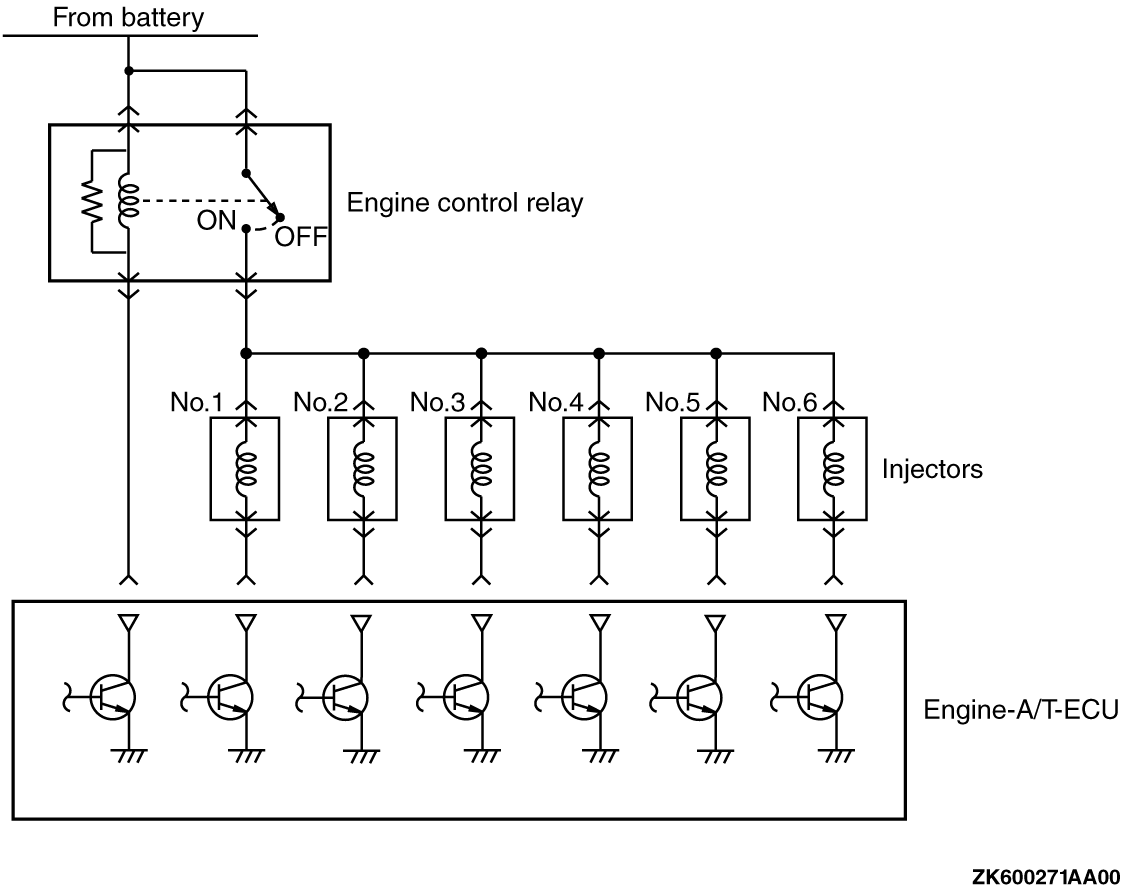 From battery
Engine control relay
ON
OFF
No.1
No.2
No.3
No.4
No.5
No.6
Injectors
Engine-A/T-ECU
ZK600271AA00